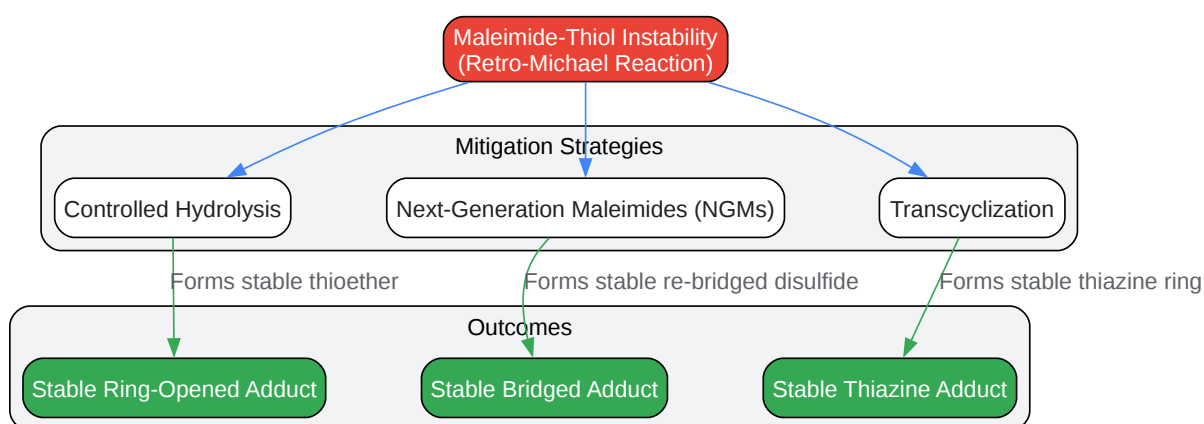 Maleimide-Thiol Instability
(Retro-Michael Reaction)
Mitigation Strategies
Controlled Hydrolysis
Next-Generation Maleimides (NGMs)
Transcyclization
Forms stable thioether
Forms stable re-bridged disulfide
Forms stable thiazine ring
Outcomes
Stable Ring-Opened Adduct
Stable Bridged Adduct
Stable Thiazine Adduct